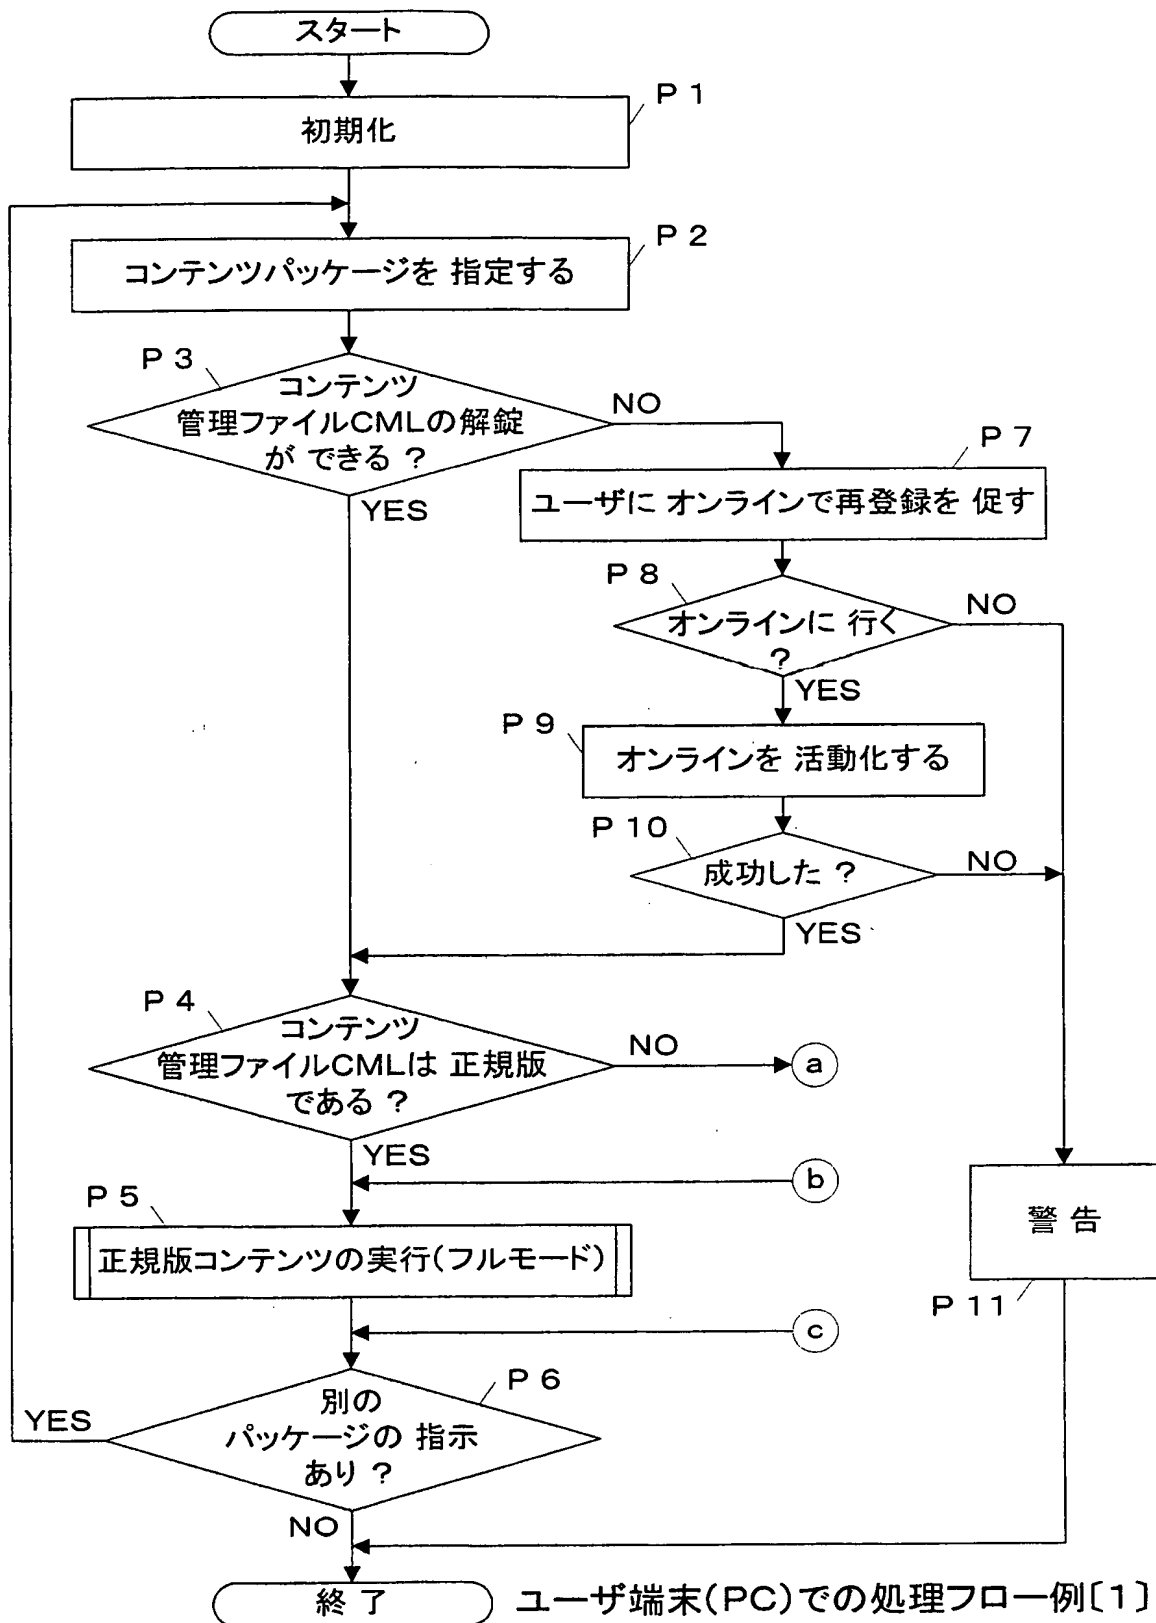 スタート
P 1
初期化
P 2
コンテンツパッケージを 指定する
P 3
コンテンツ
管理ファイルCMLの解錠
が できる ?
NO
YES
P 7
ユーザに オンラインで再登録を 促す
P 8
オンラインに 行く
?
NO
YES
P 9
オンラインを 活動化する
P 10
成功した ?
NO
YES
P 4
コンテンツ
管理ファイルCMLは 正規版
である ?
NO
a
YES
b
P 5
正規版コンテンツの実行(フルモード)
警 告
P 11
c
P 6
別の
パッケージの 指示
あり ?
YES
NO
終 了
ユーザ端末(PC)での処理フロー例〔1〕